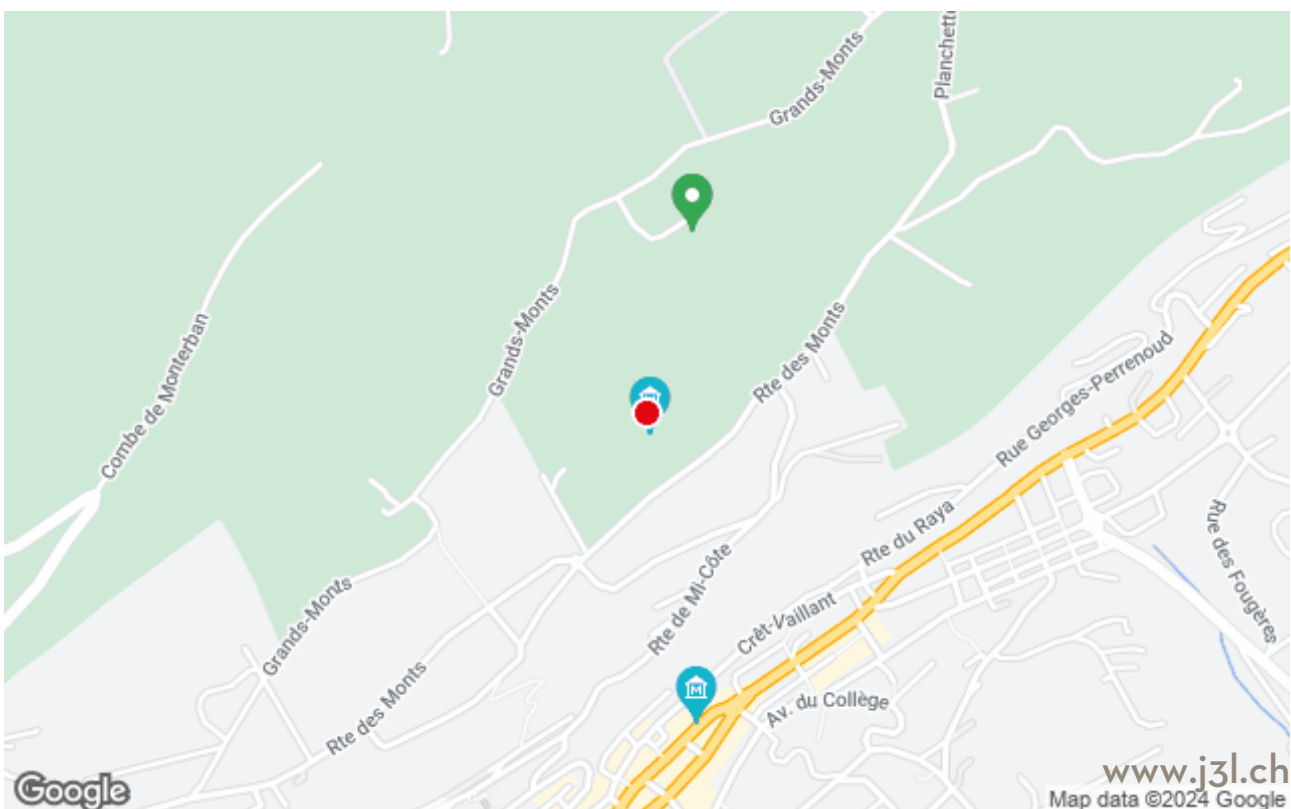 Planchette
Grands-Monts
Grands-Monts
Combe de Monterban
Rte des Monts
Rue Georges-Perrenoud
Rue des Fougères
Rte du Raya
Rte de Mi-Côte
Crêt-Vaillant
Grands-Monts
Rte des Monts
M
Av. du Collège
www.j3l.ch
Google
Map data ©2024 Google